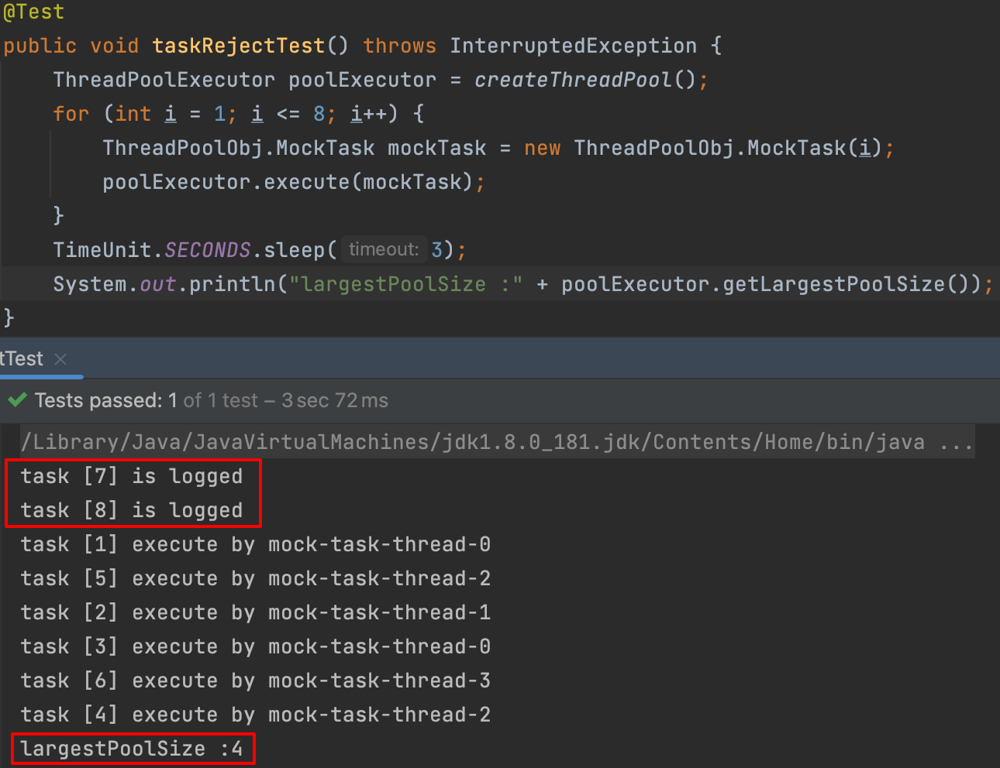 @Test
public void taskRejectTest() throws InterruptedException {
    ThreadPoolExecutor poolExecutor = createThreadPool();
    for (int i = 1; i <= 8; i++) {
        ThreadPoolObj.MockTask mockTask = new ThreadPoolObj.MockTask(i);
        poolExecutor.execute(mockTask);
    }
    TimeUnit.SECONDS.sleep( timeout: 3);
    System.out.println("largestPoolSize :" + poolExecutor.getLargestPoolSize());
}
tTest ×
Tests passed: 1 of 1 test – 3 sec 72 ms
/Library/Java/JavaVirtualMachines/jdk1.8.0_181.jdk/Contents/Home/bin/java ...
task [7] is logged
task [8] is logged
task [1] execute by mock-task-thread-0
task [5] execute by mock-task-thread-2
task [2] execute by mock-task-thread-1
task [3] execute by mock-task-thread-0
task [6] execute by mock-task-thread-3
task [4] execute by mock-task-thread-2
largestPoolSize :4